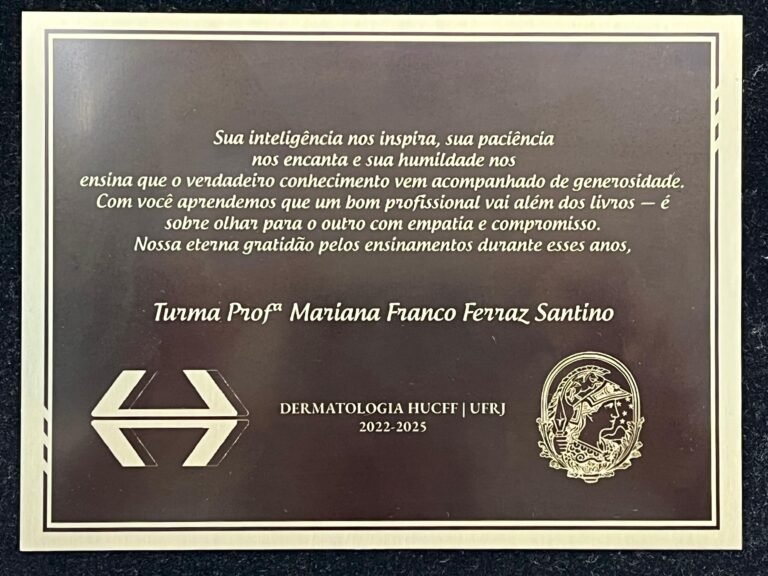 Sua inteligência nos inspira, sua paciência
nos encanta e sua humildade nos
ensina que o verdadeiro conhecimento vem acompanhado de generosidade.
Com você aprendemos que um bom profissional vai além dos livros — é
sobre olhar para o outro com empatia e compromisso.
Nossa eterna gratidão pelos ensinamentos durante esses anos,
Turma Profª Mariana Franco Ferraz Santino
DERMATOLOGIA HUCFF | UFRJ
2022-2025